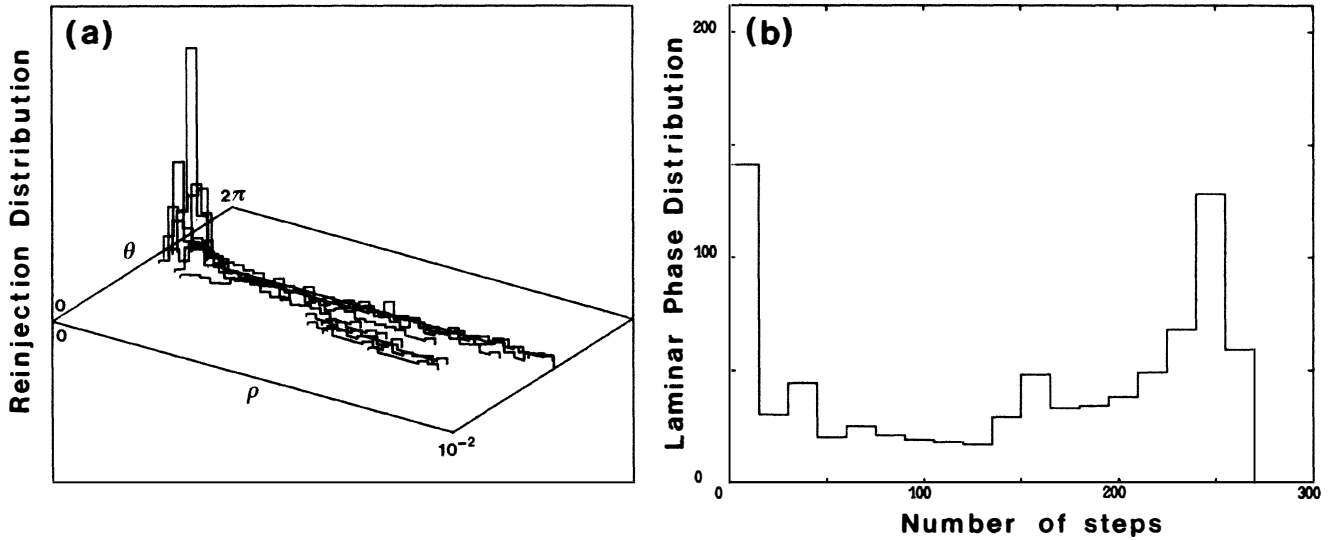 (a)
Reinjection Distribution
2π
θ
0
0
ρ
10⁻²
(b)
Laminar Phase Distribution
200
100
0
0
100
200
300
Number of steps